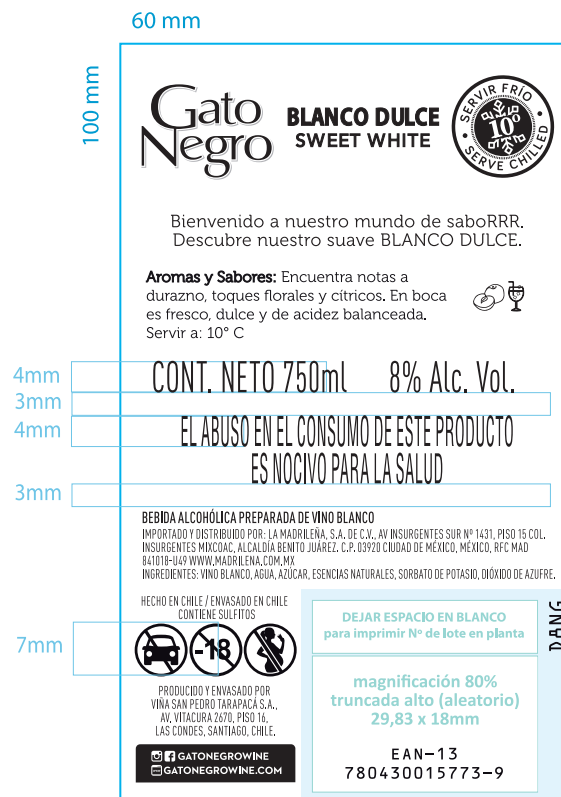 60 mm
100 mm
Gato
Negro
BLANCO DULCE
SWEET WHITE
SERVIR FRIO
10°
SERVE CHILLED
Bienvenido a nuestro mundo de saboRRR.
Descubre nuestro suave BLANCO DULCE.
Aromas y Sabores: Encuentra notas a
durazno, toques florales y cítricos. En boca
es fresco, dulce y de acidez balanceada.
Servir a: 10° C
4mm
CONT. NETO 750ml 8% Alc. Vol.
3mm
4mm
EL ABUSO EN EL CONSUMO DE ESTE PRODUCTO
ES NOCIVO PARA LA SALUD
3mm
BEBIDA ALCOHÓLICA PREPARADA DE VINO BLANCO
IMPORTADO Y DISTRIBUIDO POR: LA MADRILEÑA, S.A. DE C.V., AV INSURGENTES SUR Nº 1431, PISO 15 COL.
INSURGENTES MIXCOAC, ALCALDÍA BENITO JUÁREZ. C.P. 03920 CIUDAD DE MÉXICO, MÉXICO, RFC MAD
841018-U49 WWW.MADRILENA.COM.MX
INGREDIENTES: VINO BLANCO, AGUA, AZÚCAR, ESENCIAS NATURALES, SORBATO DE POTASIO, DIÓXIDO DE AZUFRE.
HECHO EN CHILE / ENVASADO EN CHILE
CONTIENE SULFITOS
7mm
-18
PRODUCIDO Y ENVASADO POR
VIÑA SAN PEDRO TARAPACÁ S.A.,
AV. VITACURA 2670, PISO 16,
LAS CONDES, SANTIAGO, CHILE.
GATONEGROWINE
GATONEGROWINE.COM
DEJAR ESPACIO EN BLANCO
para imprimir Nº de lote en planta
magnificación 80%
truncada alto (aleatorio)
29,83 x 18mm
EAN-13
780430015773-9